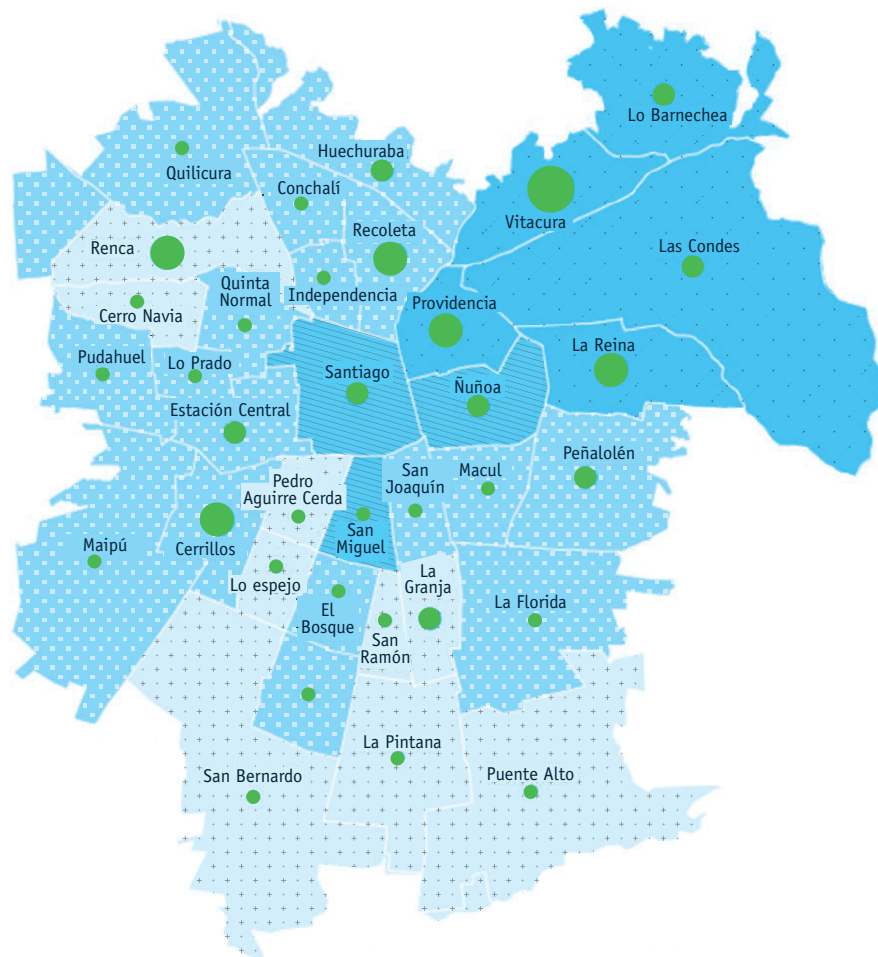 Lo Barnechea
Huechuraba
Quilicura
Conchalí
Vitacura
Recoleta
Las Condes
Renca
Quinta
Normal
Independencia
Providencia
Cerro Navia
La Reina
Pudahuel
Lo Prado
Santiago
Ñuñoa
Estación Central
Peñalolén
Pedro
Aguirre Cerda
San
Joaquín
Macul
Maipú
Cerrillos
San
Miguel
La
Granja
Lo espejo
La Florida
El
Bosque
San
Ramón
La Pintana
San Bernardo
Puente Alto